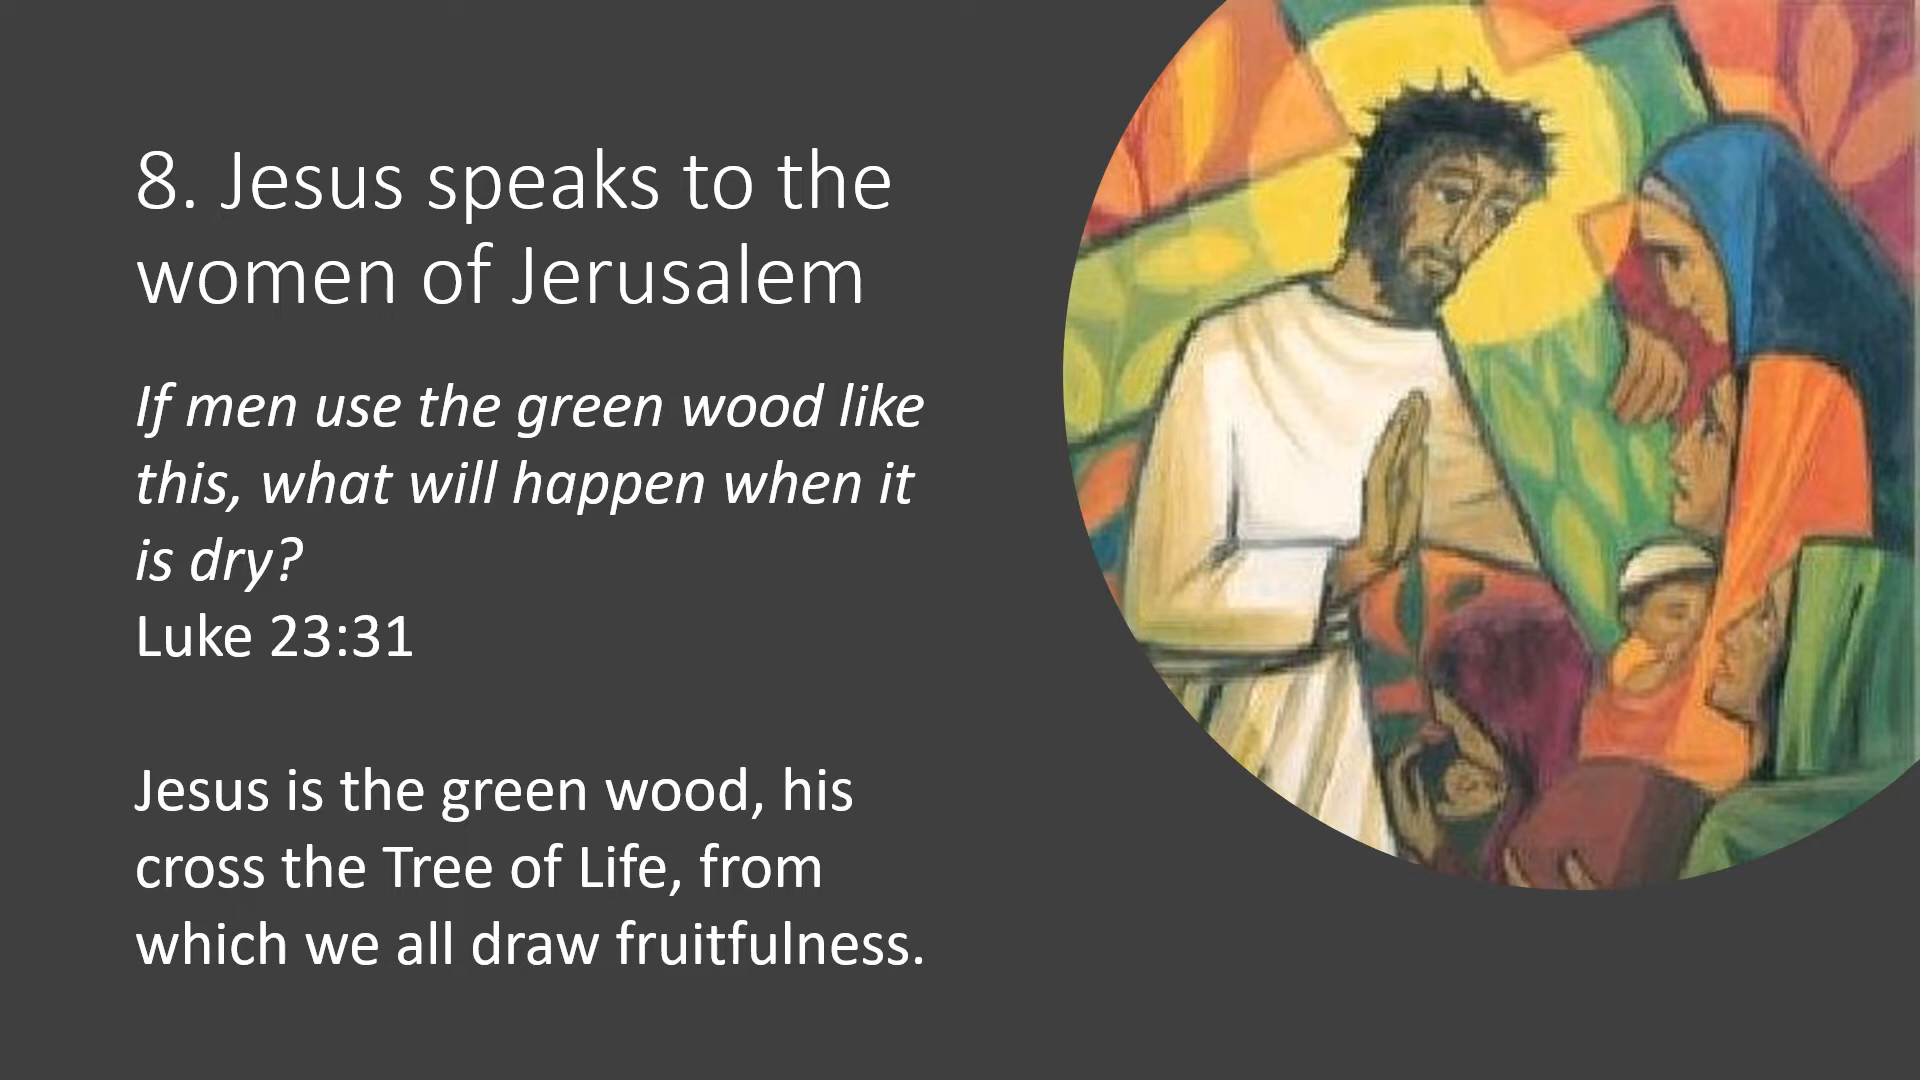 8. Jesus speaks to the
women of Jerusalem
If men use the green wood like
this, what will happen when it
is dry?
Luke 23:31
Jesus is the green wood, his
cross the Tree of Life, from
which we all draw fruitfulness.